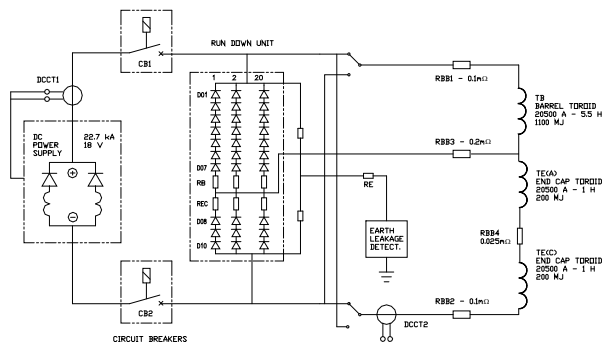 RUN DOWN UNIT
CB1
DCCT1
1 2 20
D01
D07
RB
REC
D08
D10
DC
POWER
SUPPLY
22.7 kA
18 V
+
-
RBB1 - 0.1mΩ
TB
BARREL TOROID
20500 A - 5.5 H
1100 MJ
RBB3 - 0.2mΩ
TE(A)
END CAP TOROID
20500 A - 1 H
200 MJ
RE
EARTH
LEAKAGE
DETECT.
RBB4
0.025mΩ
TE(C)
END CAP TOROID
20500 A - 1 H
200 MJ
RBB2 - 0.1mΩ
DCCT2
CB2
CIRCUIT BREAKERS